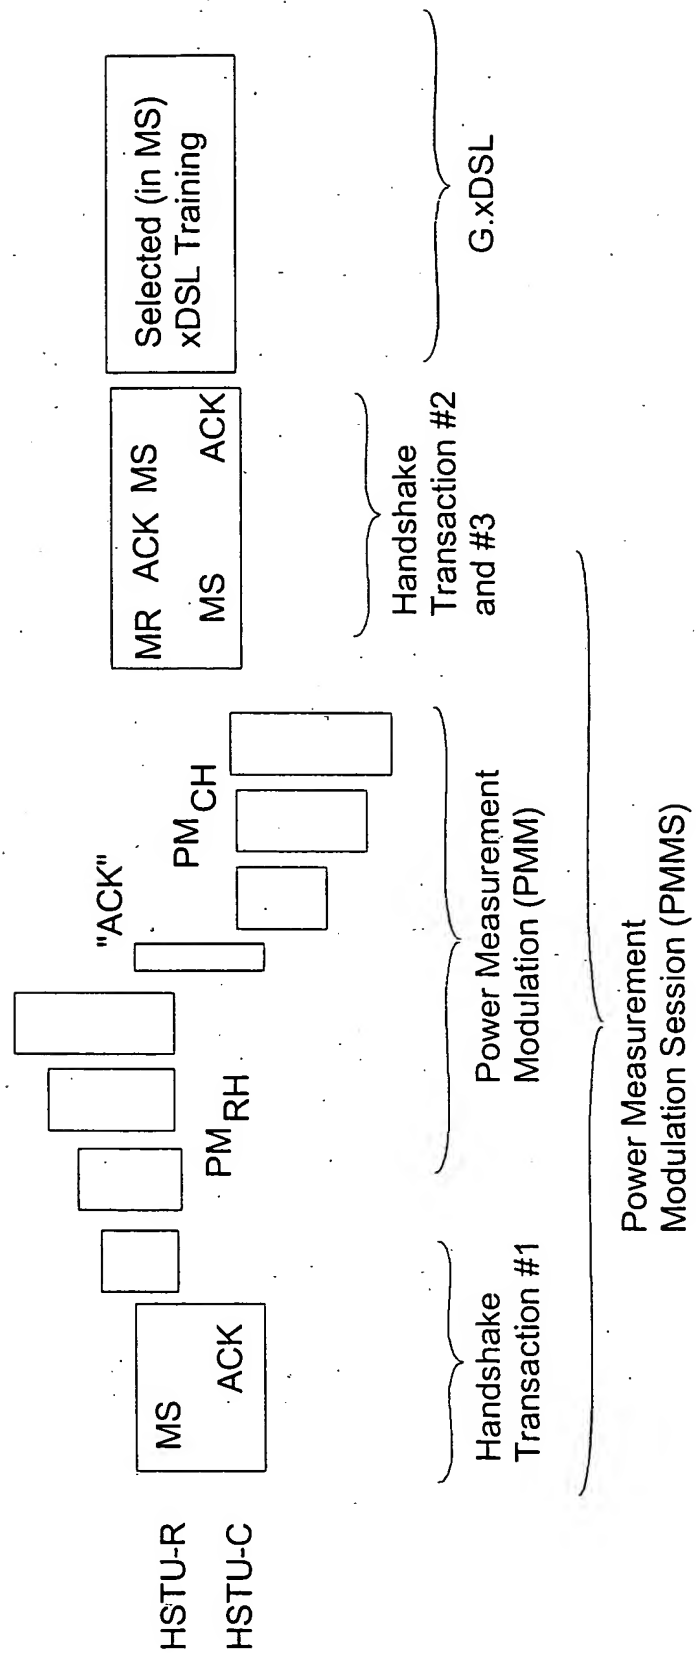 HSTU-R
HSTU-C
MS
ACK
PM RH
"ACK"
PM CH
MR ACK MS
MS ACK
Selected (in MS)
xDSL Training
Handshake
Transaction #1
Power Measurement
Modulation (PMM)
Handshake
Transaction #2
and #3
G.xDSL
Power Measurement
Modulation Session (PMMS)